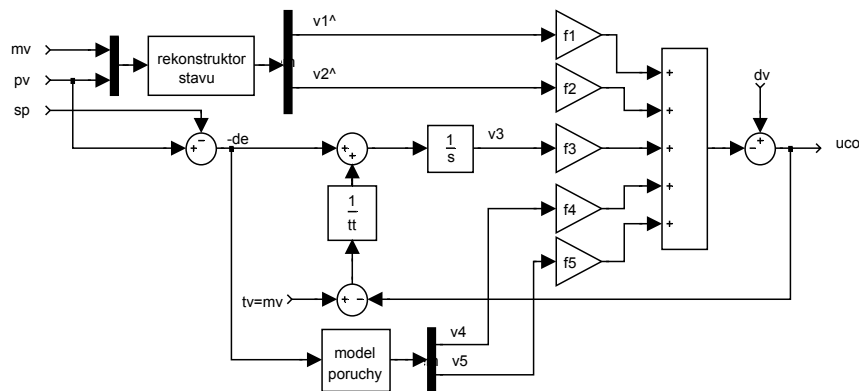 v1^
f1
mv
rekonstruktor
stavu
pv
v2^
f2
dv
sp
-de
1
s
v3
f3
uco
1
tt
f4
f5
tv=mv
model
poruchy
v4
v5